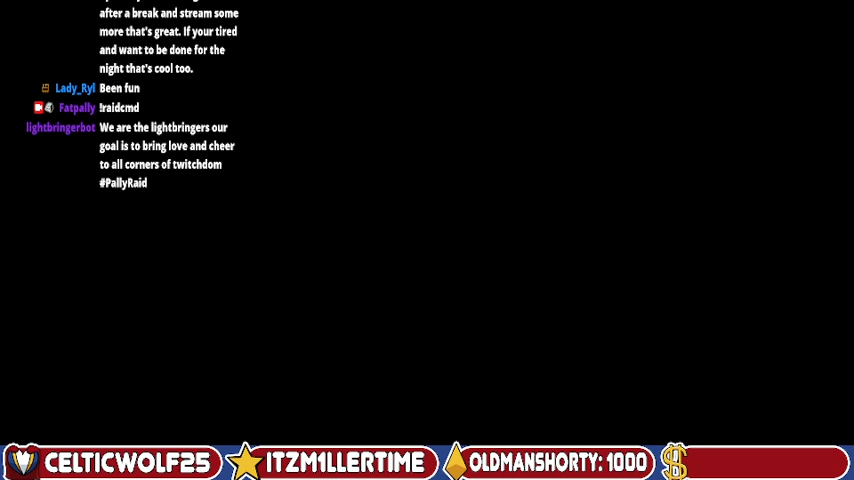 after a break and stream some
more that's great. If your tired
and want to be done for the
night that's cool too.
Lady_Ryl Been fun
Fatpally !raidcmd
lightbringerbot We are the lightbringers our
goal is to bring love and cheer
to all corners of twitchdom
#PallyRaid
CELTICWOLF25 ITZM1LLERTIME OLDMANSHORTY: 1000 $